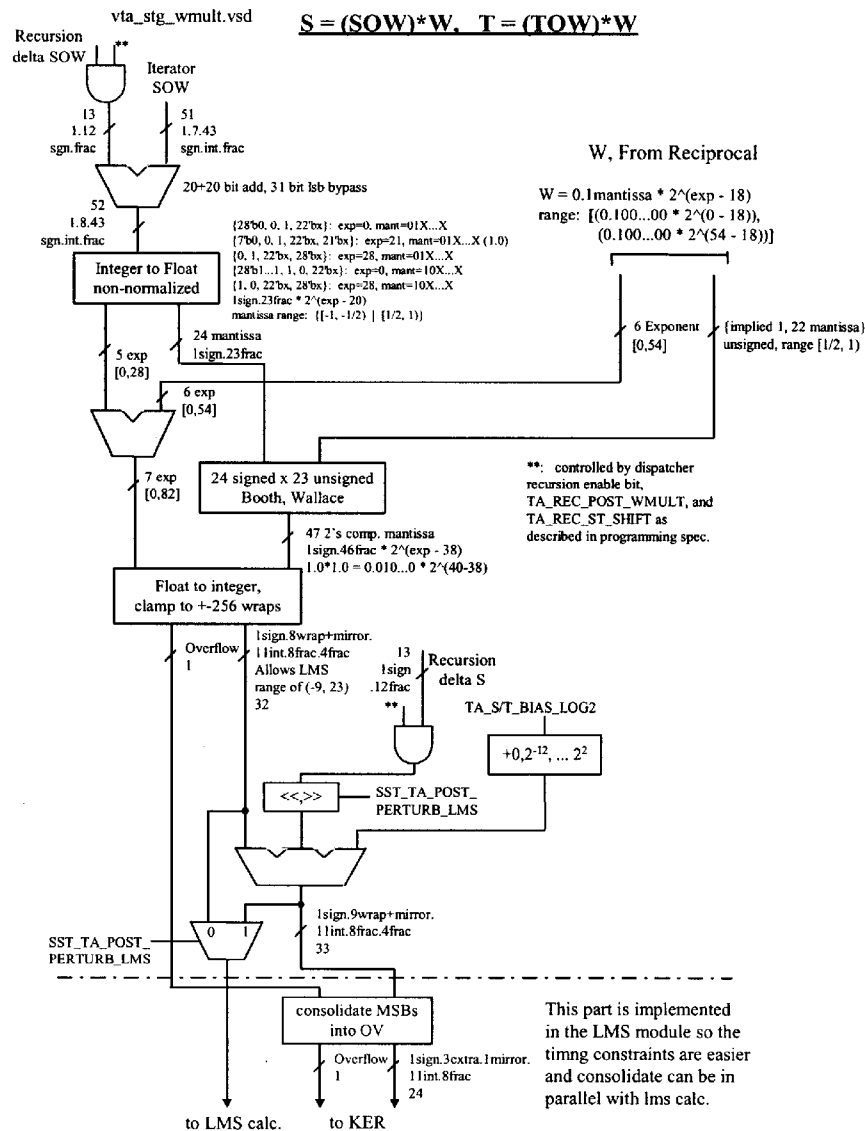 vta_stg_wmult.vsd
S = (SOW)*W, T = (TOW)*W
Recursion
delta SOW
**
Iterator
SOW
13
1.12
sgn.frac
51
1.7.43
sgn.int.frac
20+20 bit add, 31 bit lsb bypass
52
1.8.43
sgn.int.frac
W, From Reciprocal
W = 0.1mantissa * 2^(exp - 18)
range: [(0.100...00 * 2^(0 - 18)),
(0.100...00 * 2^(54 - 18))]
{28'b0, 0, 1, 22'bx}: exp=0, mant=01X...X
{7'b0, 0, 1, 22'bx, 21'bx}: exp=21, mant=01X...X (1.0)
{0, 1, 22'bx, 28'bx}: exp=28, mant=01X...X
{28'b1...1, 1, 0, 22'bx}: exp=0, mant=10X...X
{1, 0, 22'bx, 28'bx}: exp=28, mant=10X...X
1sign.23frac * 2^(exp - 20)
mantissa range: {[-1, -1/2) | [1/2, 1)}
Integer to Float
non-normalized
24 mantissa
1sign.23frac
5 exp
[0,28]
6 exp
[0,54]
6 Exponent
[0,54]
{implied 1, 22 mantissa}
unsigned, range [1/2, 1)
7 exp
[0,82]
24 signed x 23 unsigned
Booth, Wallace
**: controlled by dispatcher
recursion enable bit,
TA_REC_POST_WMULT, and
TA_REC_ST_SHIFT as
described in programming spec.
47 2's comp. mantissa
1sign.46frac * 2^(exp - 38)
1.0*1.0 = 0.010...0 * 2^(40-38)
Float to integer,
clamp to +-256 wraps
Overflow
1
1sign.8wrap+mirror.
11int.8frac.4frac
Allows LMS
range of (-9, 23)
32
13
1sign
.12frac
**
Recursion
delta S
TA_S/T_BIAS_LOG2
+0,2^-12, ... 2^2
<<,>>
SST_TA_POST_
PERTURB_LMS
0 1
SST_TA_POST_
PERTURB_LMS
1sign.9wrap+mirror.
11int.8frac.4frac
33
consolidate MSBs
into OV
Overflow
1
1sign.3extra.1mirror.
11int.8frac
24
This part is implemented
in the LMS module so the
timng constraints are easier
and consolidate can be in
parallel with lms calc.
to LMS calc.
to KER